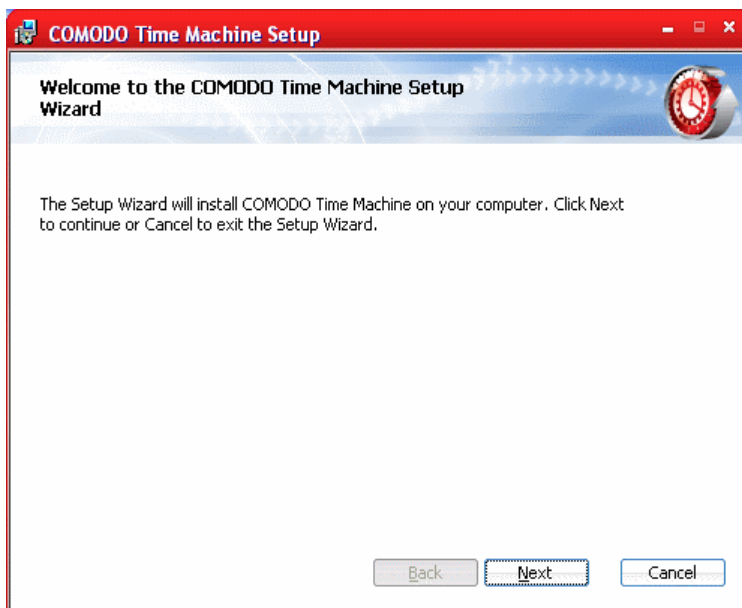 COMODO Time Machine Setup
Welcome to the COMODO Time Machine Setup
Wizard
The Setup Wizard will install COMODO Time Machine on your computer. Click Next
to continue or Cancel to exit the Setup Wizard.
Back Next Cancel